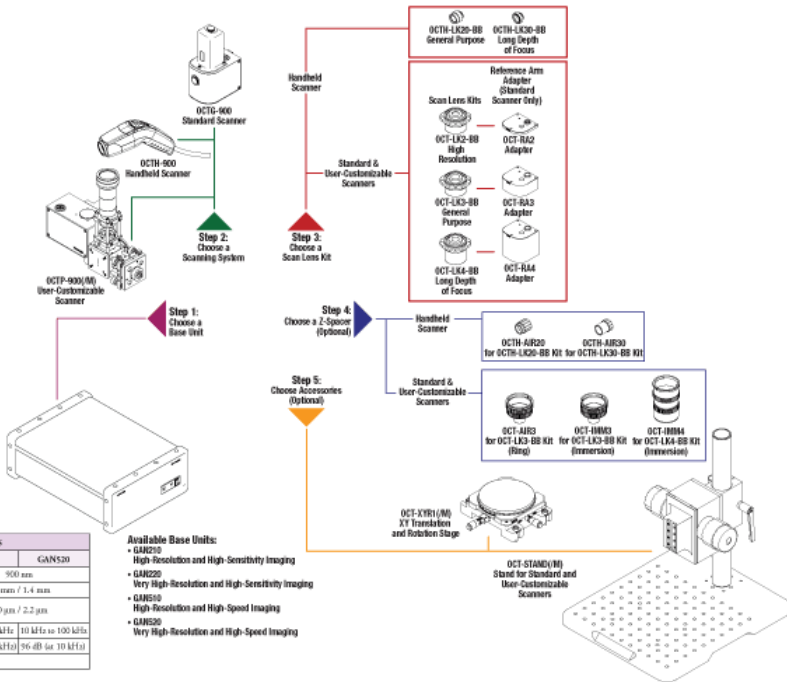 OCTG-900
Standard Scanner
OCTH-900
Handheld Scanner
OCTP-900(/M)
User-Customizable
Scanner
Step 2:
Choose a
Scanning System
Step 1:
Choose a
Base Unit
Handheld
Scanner
Standard &
User-Customizable
Scanners
Step 3:
Choose a
Scan Lens Kit
OCTH-LK20-BB
General Purpose
OCTH-LK30-BB
Long Depth
of Focus
Scan Lens Kits
Reference Arm
Adapter
(Standard
Scanner Only)
OCT-LK2-BB
High
Resolution
OCT-RA2
Adapter
OCT-LK3-BB
General
Purpose
OCT-RA3
Adapter
OCT-LK4-BB
Long Depth
of Focus
OCT-RA4
Adapter
Step 4:
Choose a Z-Spacer
(Optional)
Handheld
Scanner
OCTH-AIR20
for OCTH-LK20-BB Kit
OCTH-AIR30
for OCTH-LK30-BB Kit
Standard &
User-Customizable
Scanners
OCT-AIR3
for OCT-LK3-BB Kit
(Ring)
OCT-IMM3
for OCT-LK3-BB Kit
(Immersion)
OCT-IMM4
for OCT-LK4-BB Kit
(Immersion)
Step 5:
Choose Accessories
(Optional)
OCT-XYR1(/M)
XY Translation
and Rotation Stage
OCT-STAND(/M)
Stand for Standard and
User-Customizable
Scanners
Available Base Units:
• GAN210
High-Resolution and High-Sensitivity Imaging
• GAN220
Very High-Resolution and High-Sensitivity Imaging
• GAN510
High-Resolution and High-Speed Imaging
• GAN520
Very High-Resolution and High-Speed Imaging
GAN520
900 nm
mm / 1.4 mm
µm / 2.2 µm
kHz 10 kHz to 100 kHz
kHz) 96 dB (at 10 kHz)